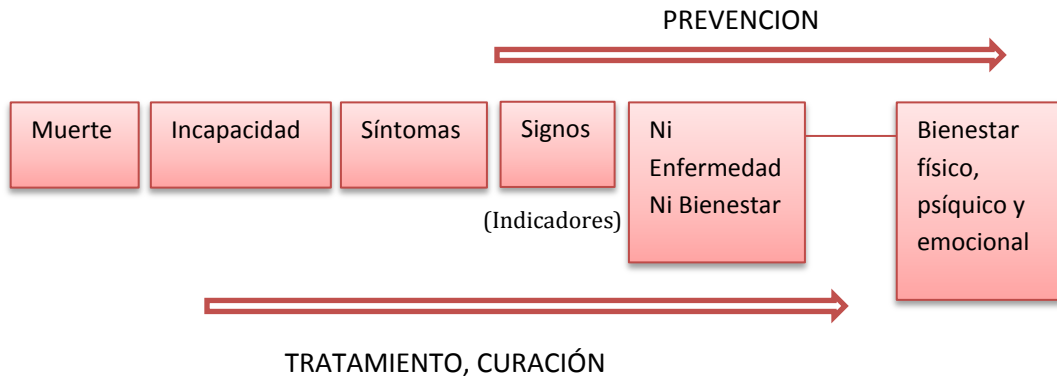 PREVENCION
Muerte
Incapacidad
Síntomas
Signos
(Indicadores)
Ni
Enfermedad
Ni Bienestar
Bienestar
físico,
psíquico y
emocional
TRATAMIENTO, CURACIÓN